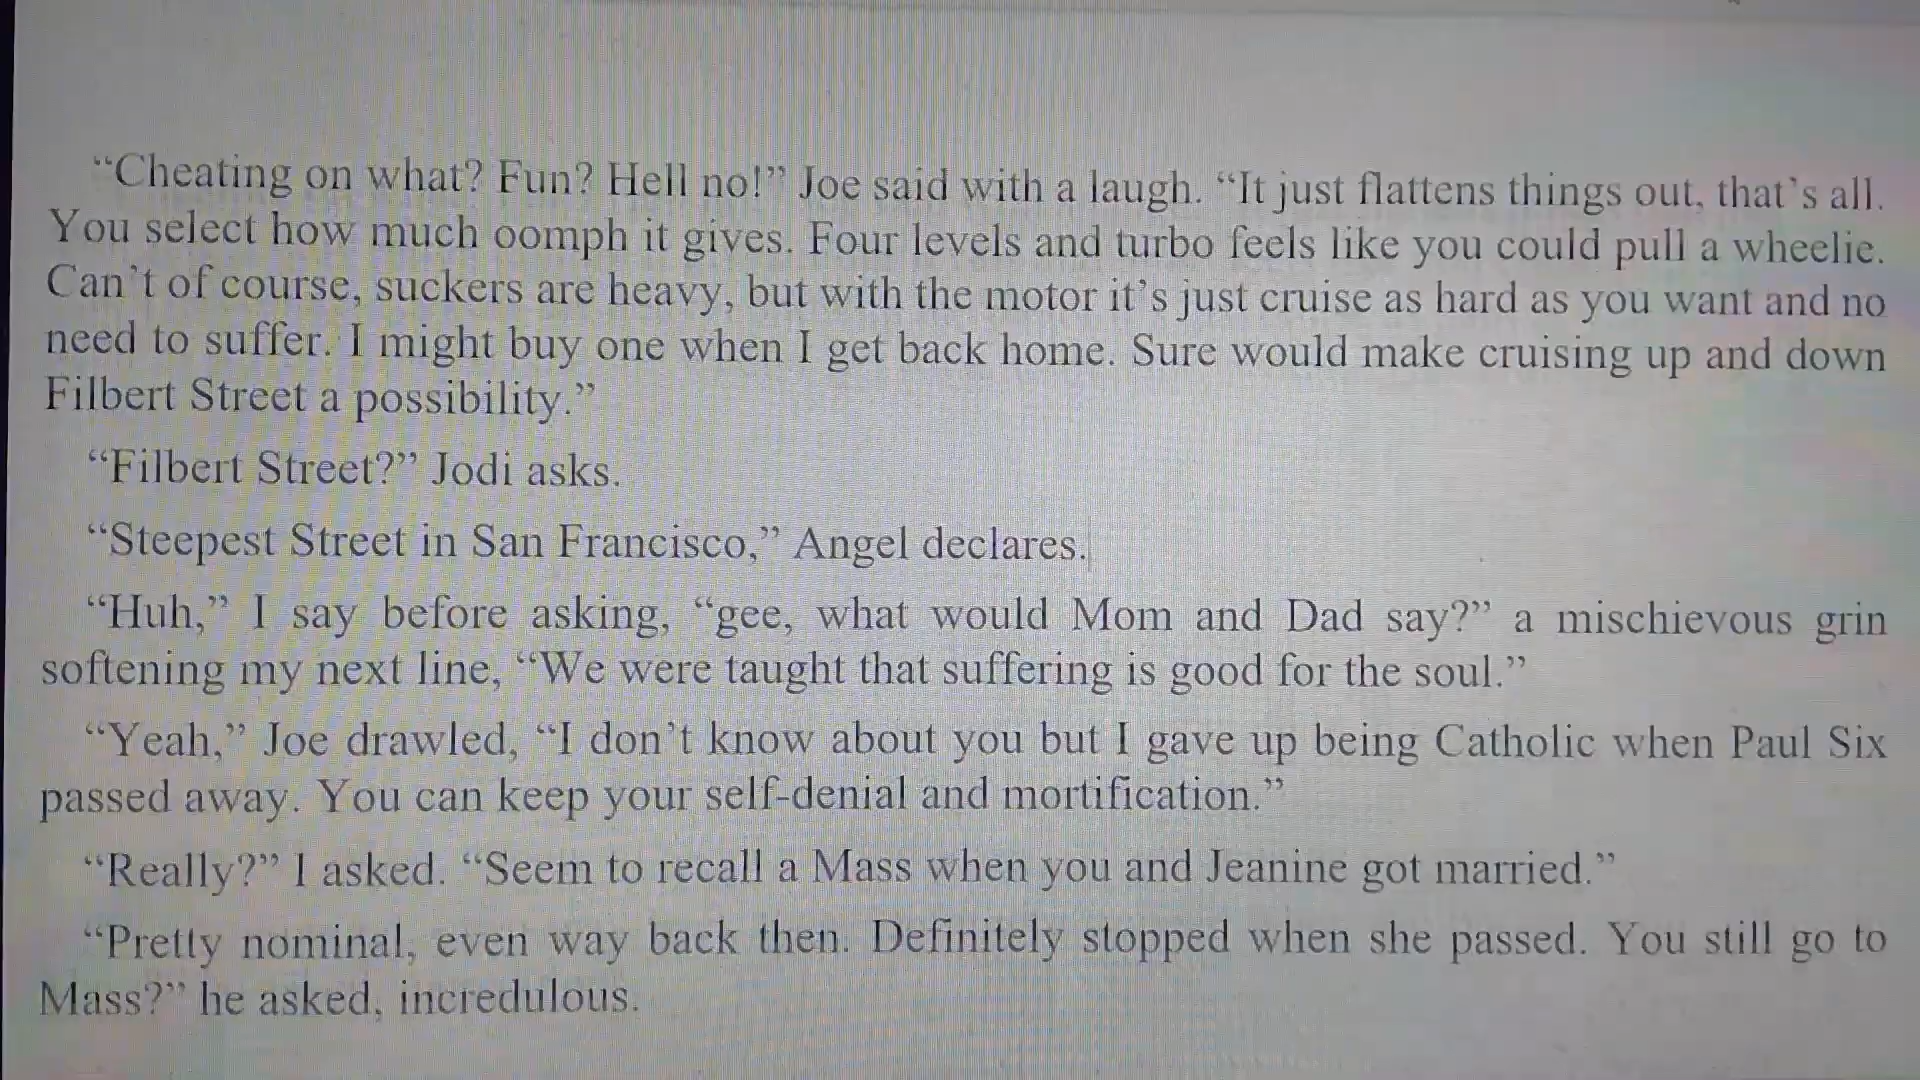 “Cheating on what? Fun? Hell no!” Joe said with a laugh. “It just flattens things out, that’s all.
You select how much oomph it gives. Four levels and turbo feels like you could pull a wheelie.
Can’t of course, suckers are heavy, but with the motor it’s just cruise as hard as you want and no
need to suffer. I might buy one when I get back home. Sure would make cruising up and down
Filbert Street a possibility.”
“Filbert Street?” Jodi asks.
“Steepest Street in San Francisco,” Angel declares.
“Huh,” I say before asking, “gee, what would Mom and Dad say?” a mischievous grin
softening my next line, “We were taught that suffering is good for the soul.”
“Yeah,” Joe drawled, “I don’t know about you but I gave up being Catholic when Paul Six
passed away. You can keep your self-denial and mortification.”
“Really?” I asked. “Seem to recall a Mass when you and Jeanine got married.”
“Pretty nominal, even way back then. Definitely stopped when she passed. You still go to
Mass?” he asked, incredulous.